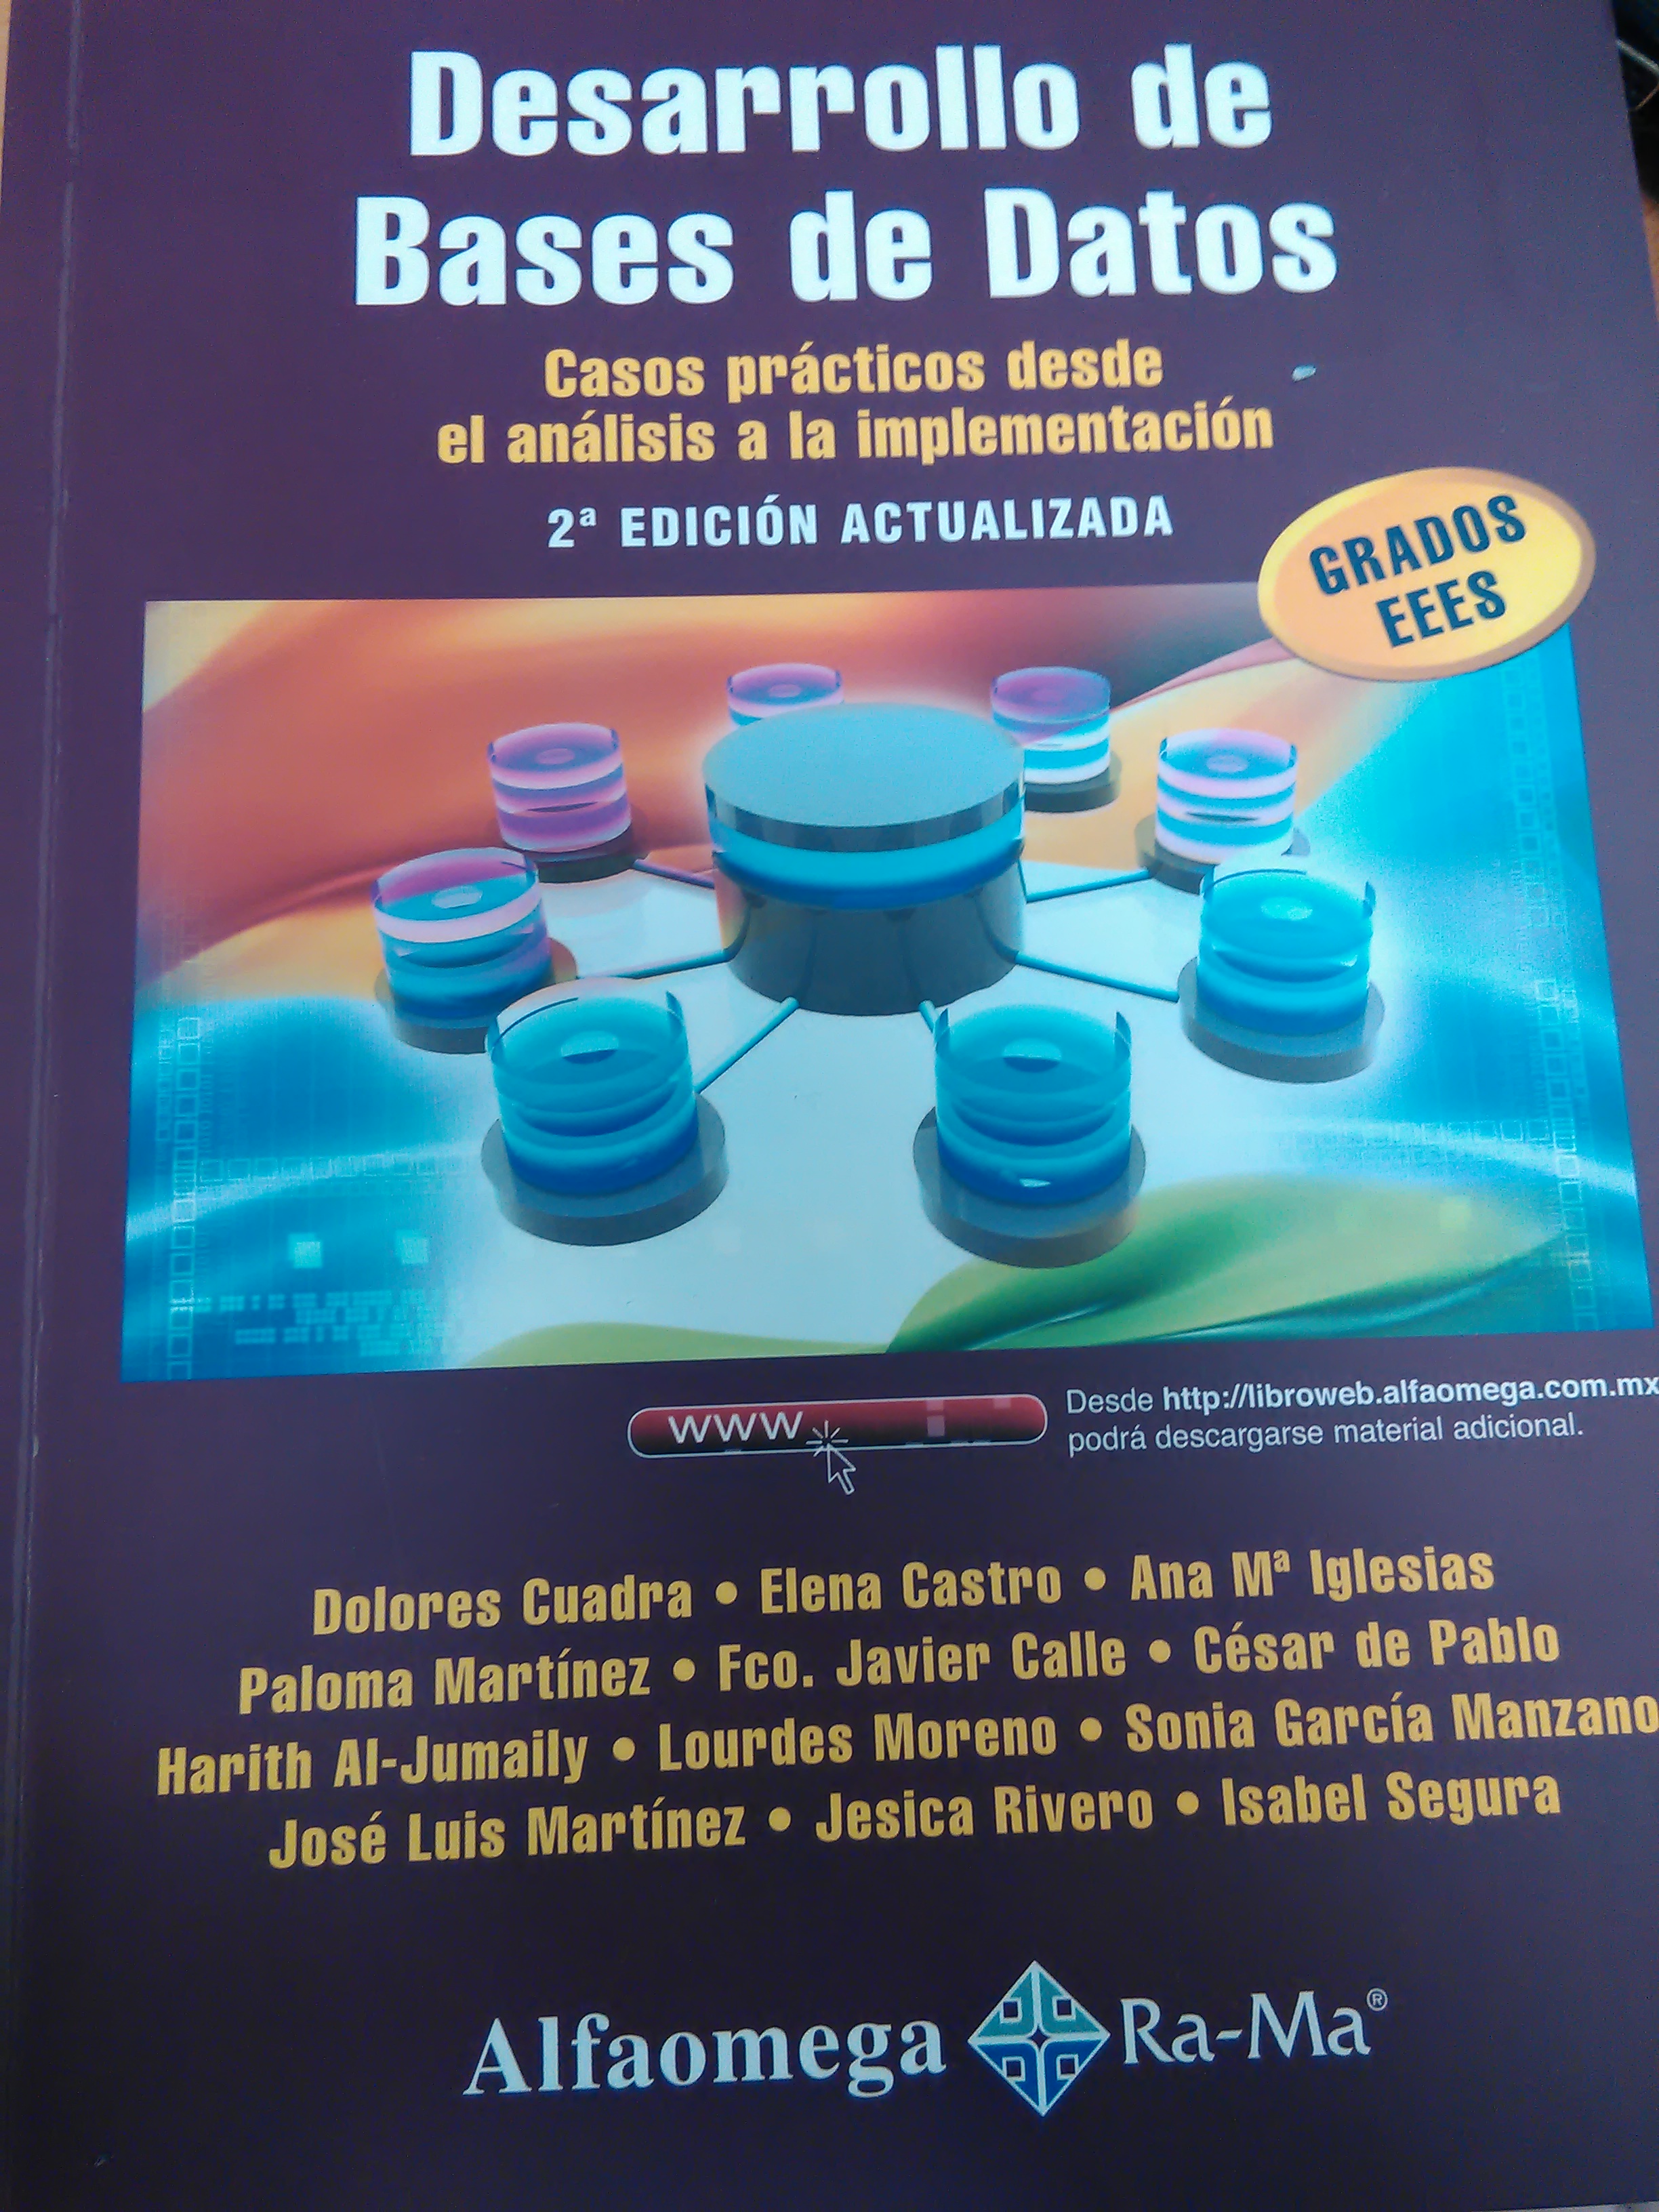 Desarrollo de
Bases de Datos
Casos prácticos desde
el análisis a la implementación
2ª EDICIÓN ACTUALIZADA
GRADOS
EEES
www
Desde http://libroweb.alfaomega.com.mx
podrá descargarse material adicional.
Dolores Cuadra • Elena Castro • Ana Mª Iglesias
Paloma Martínez • Fco. Javier Calle • César de Pablo
Harith Al-Jumaily • Lourdes Moreno • Sonia García Manzano
José Luis Martínez • Jesica Rivero • Isabel Segura
Alfaomega Ra-Ma®